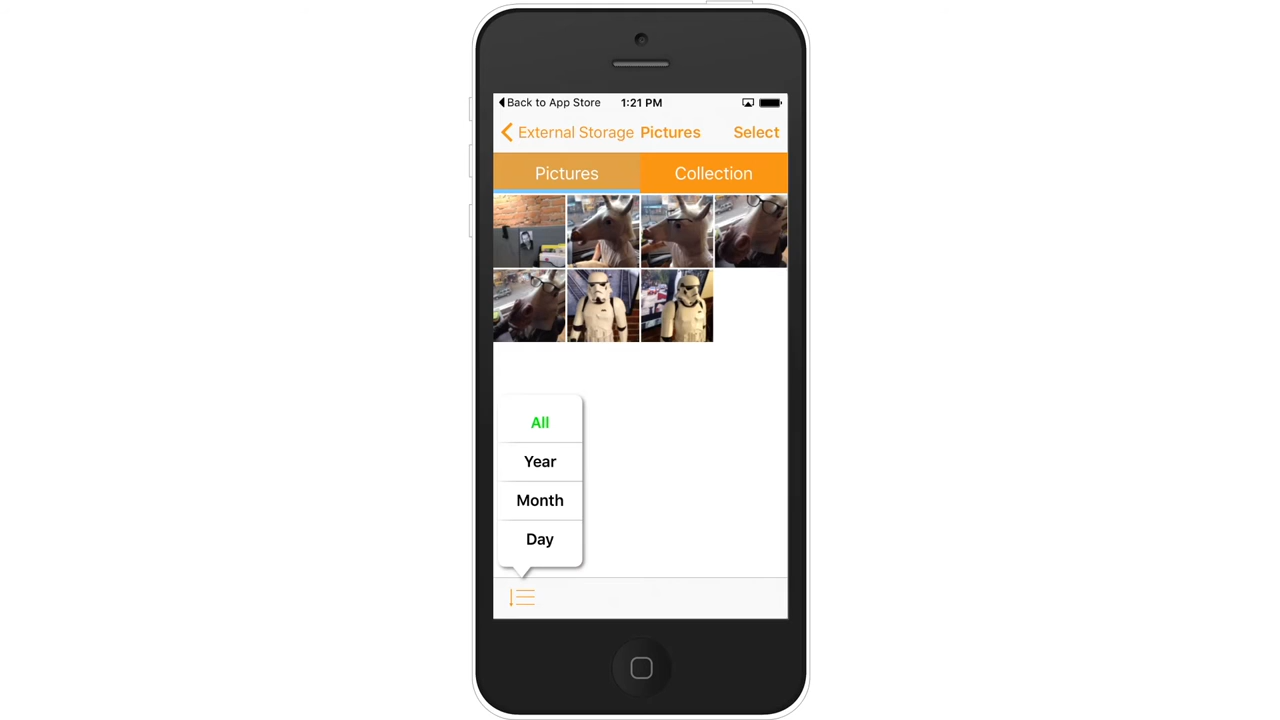 Back to App Store 1:21 PM
External Storage Pictures Select
Pictures Collection
All
Year
Month
Day